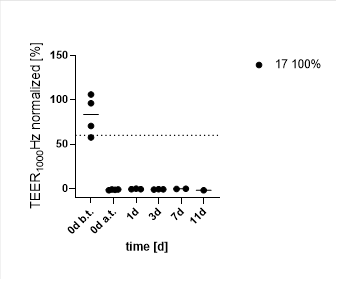 TEER1000Hz normalized [%]
150
100
50
0
17 100%
0d b.t.
0d a.t.
1d
3d
7d
11d
time [d]